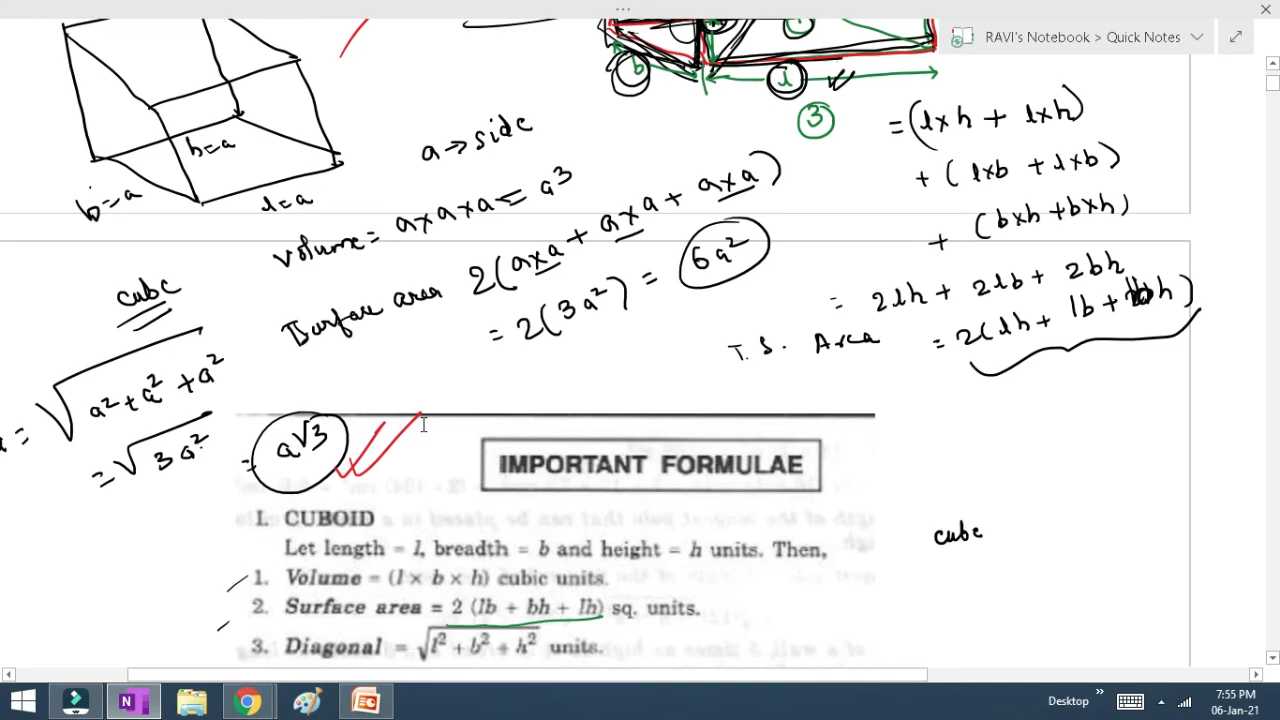 RAVI's Notebook > Quick Notes
b
l
3
b=a
b=a
l=a
a → side
volume = a×a×a = a³
Surface area 2(a×a + a×a + a×a)
= 2(3a²) = 6a²
= (l×h + l×h)
+ (l×b + l×b)
+ (b×h + b×h)
= 2lh + 2lb + 2bh
T. S. Area = 2(lh + lb + bh)
cube
= √a²+a²+a²
= √3a² = a√3
IMPORTANT FORMULAE
I. CUBOID
Let length = l, breadth = b and height = h units. Then,
1. Volume = (l × b × h) cubic units.
2. Surface area = 2 (lb + bh + lh) sq. units.
3. Diagonal = √l² + b² + h² units.
cube
Desktop
7:55 PM
06-Jan-21